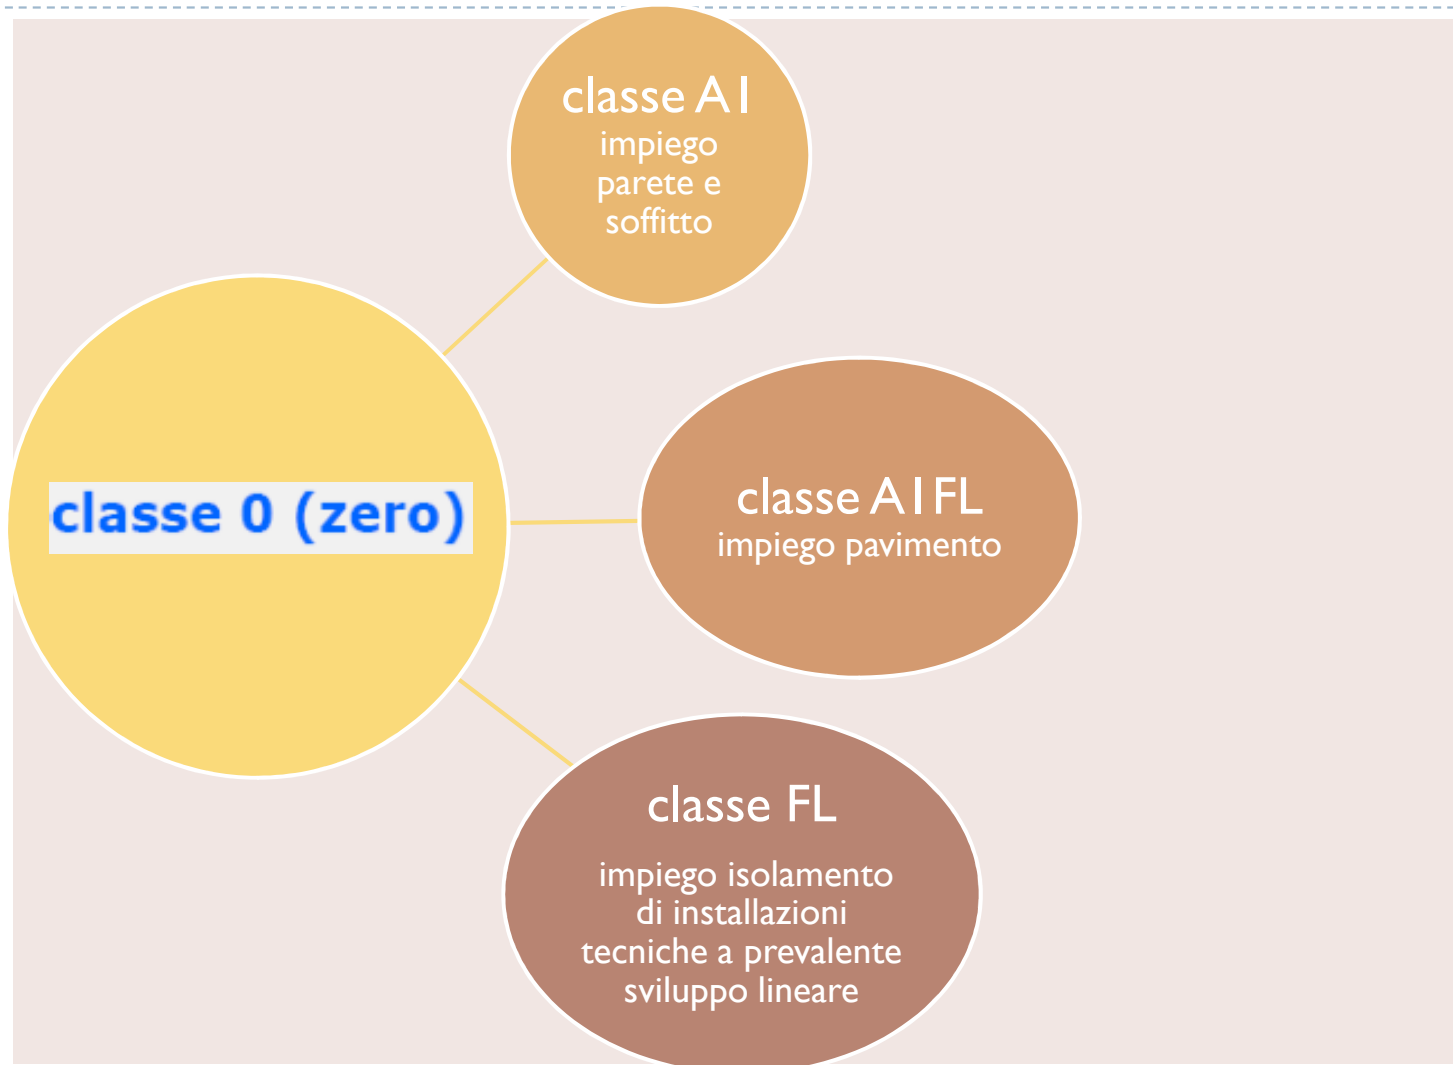 classe A1
impiego
parete e
soffitto
classe 0 (zero)
classe A1FL
impiego pavimento
classe FL
impiego isolamento
di installazioni
tecniche a prevalente
sviluppo lineare